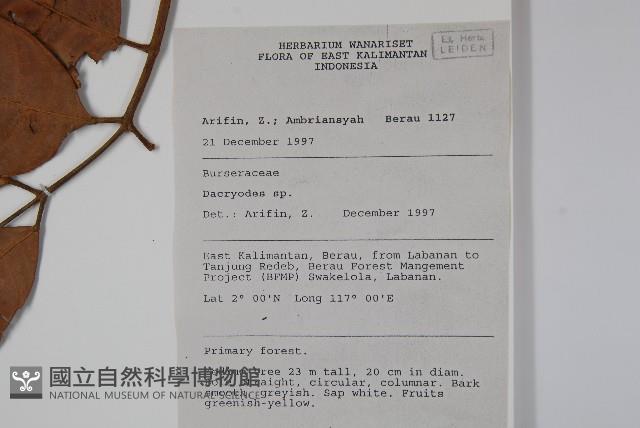 HERBARIUM WANARISET
FLORA OF EAST KALIMANTAN
INDONESIA
Ex Herb.
LEIDEN
Arifin, Z.; Ambriansyah Berau 1127
21 December 1997
Burseraceae
Dacryodes sp.
Det.: Arifin, Z. December 1997
East Kalimantan, Berau, from Labanan to
Tanjung Redeb, Berau Forest Mangement
Project (BFMP) Swakelola, Labanan.
Lat 2° 00'N Long 117° 00'E
Primary forest.
tree 23 m tall, 20 cm in diam.
straight, circular, columnar. Bark
smooth, greyish. Sap white. Fruits
greenish-yellow.
國立自然科學博物館
NATIONAL MUSEUM OF NATURAL SCIENCE